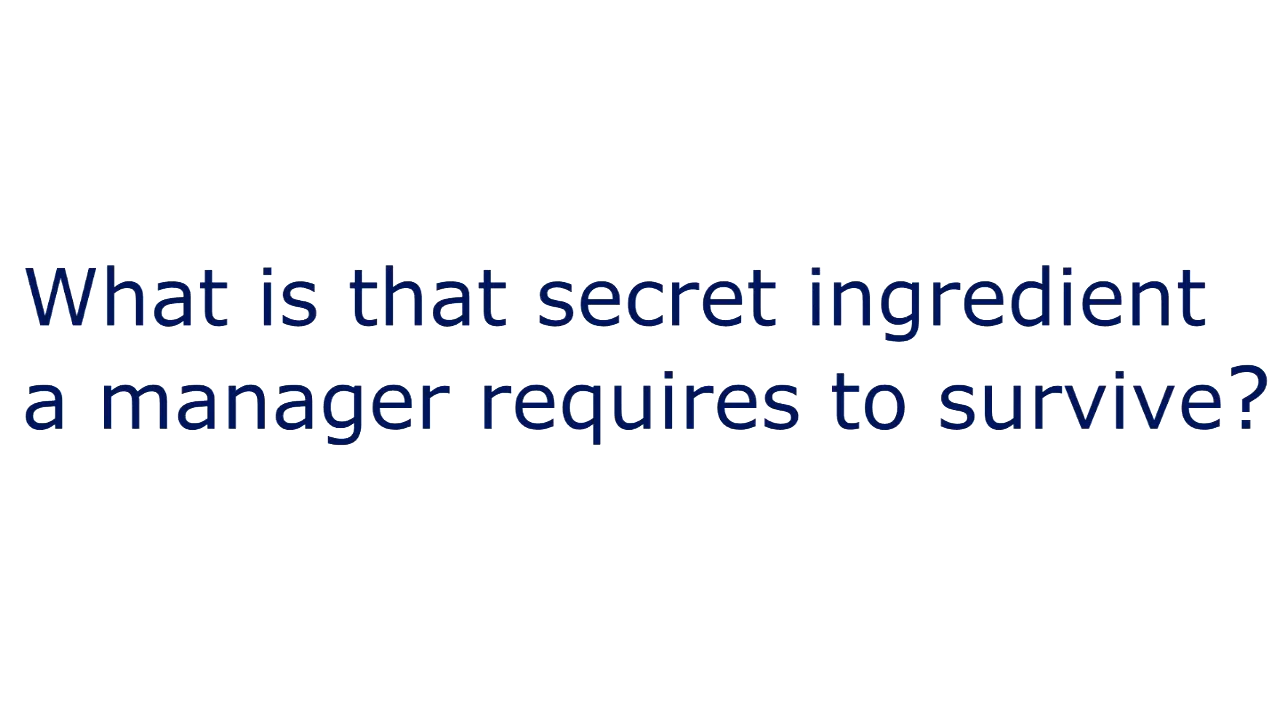 What is that secret ingredient
a manager requires to survive?